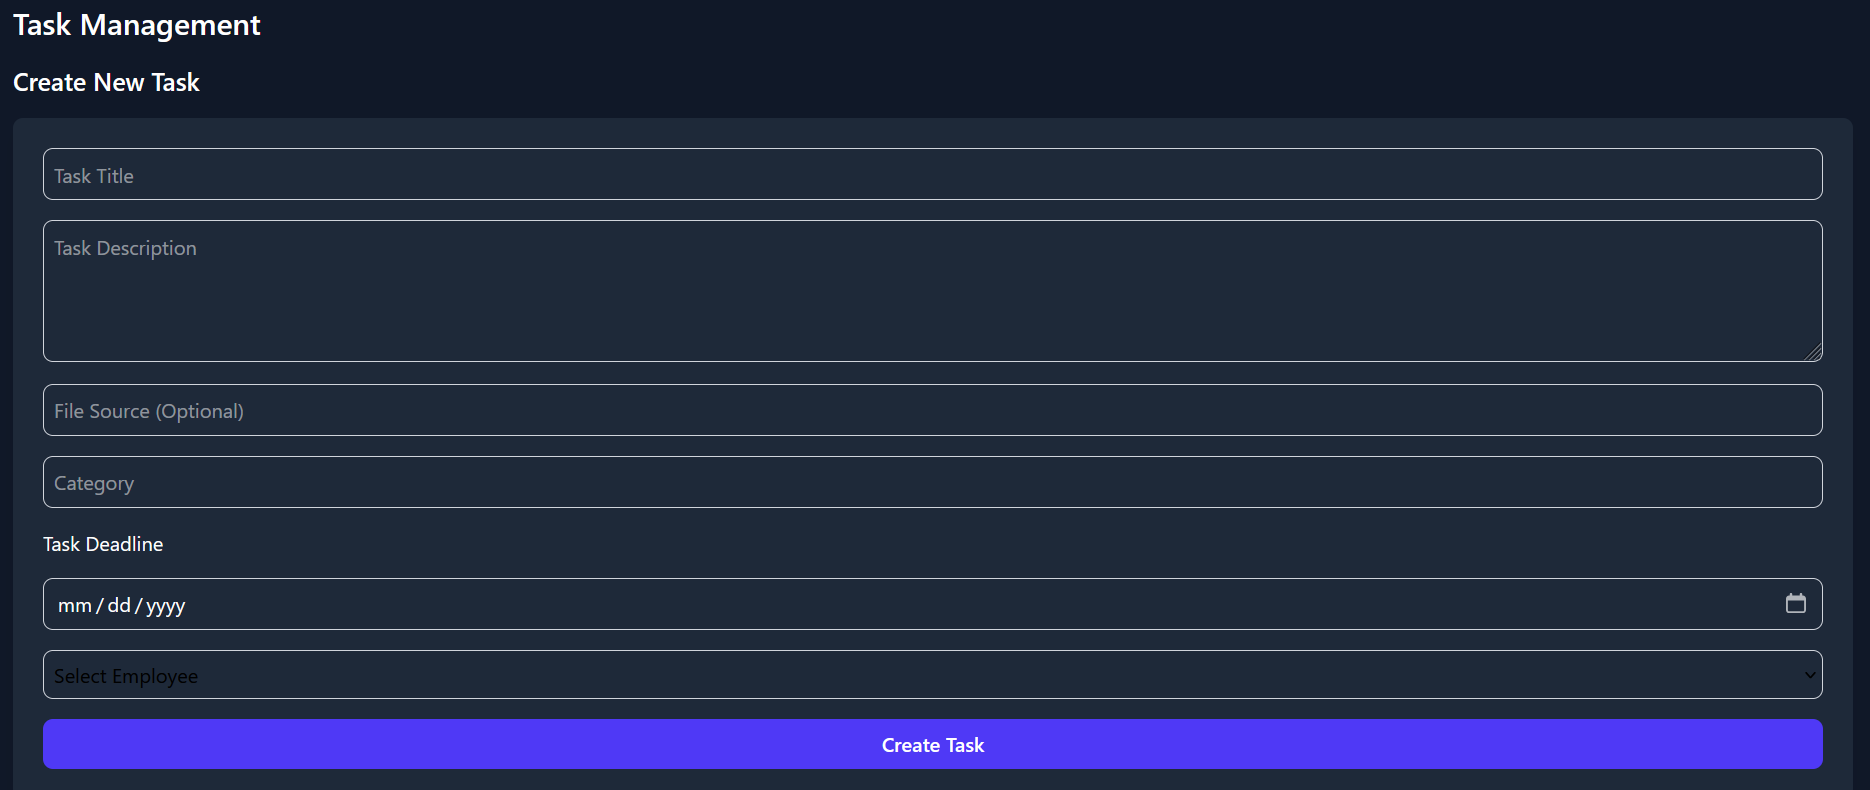 Task Management
Create New Task
Task Title
Task Description
File Source (Optional)
Category
Task Deadline
mm/dd/yyyy
Select Employee
Create Task